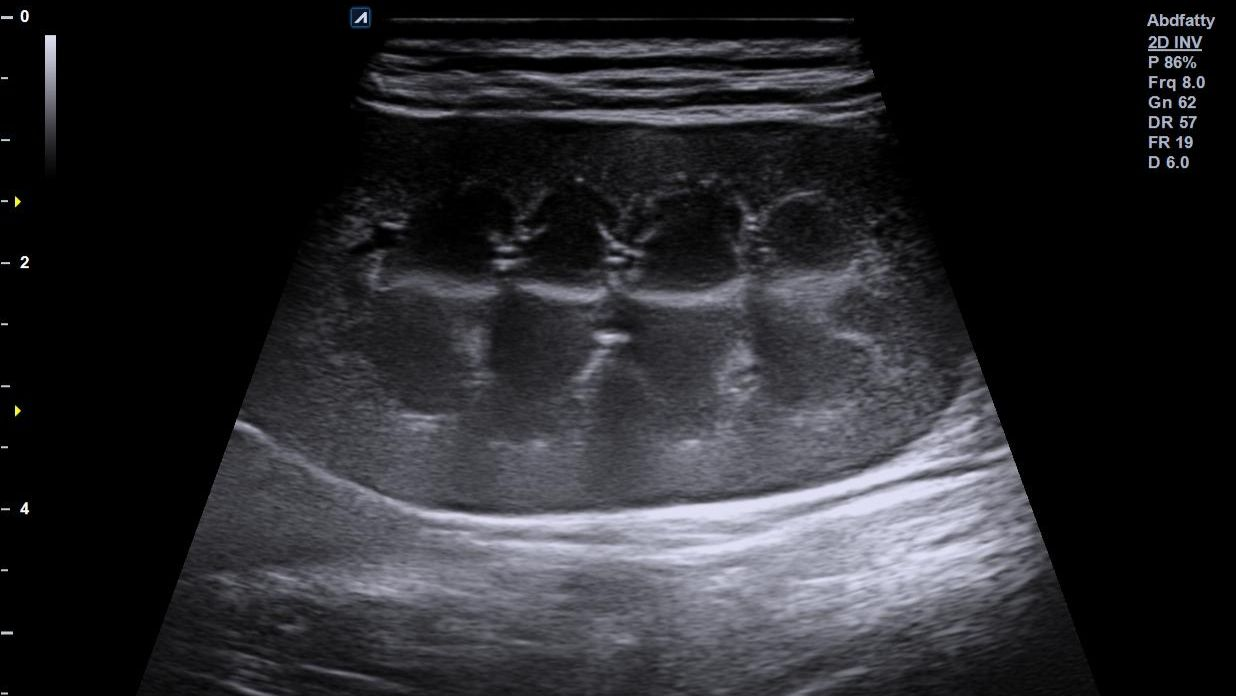 0
2
4
Abdfatty
2D INV
P 86%
Frq 8.0
Gn 62
DR 57
FR 19
D 6.0